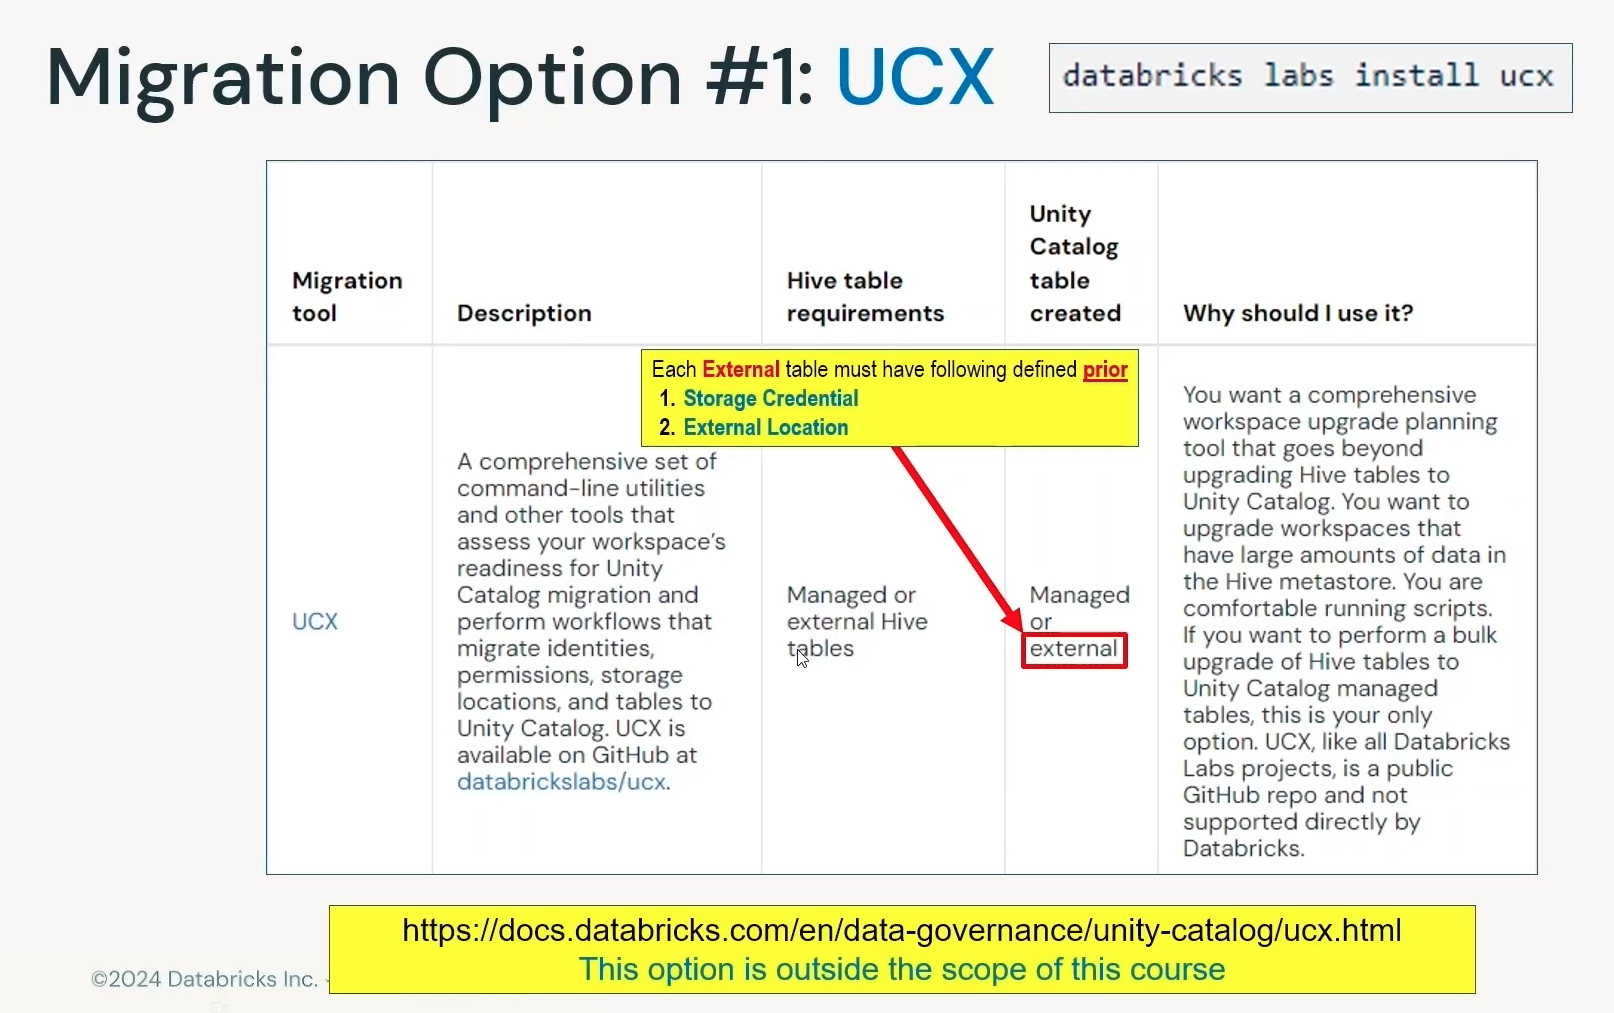 Migration Option #1: UCX
databricks labs install ucx
Migration
tool
Description
Hive table
requirements
Unity
Catalog
table
created
Why should I use it?
Each External table must have following defined prior
1. Storage Credential
2. External Location
UCX
A comprehensive set of
command-line utilities
and other tools that
assess your workspace's
readiness for Unity
Catalog migration and
perform workflows that
migrate identities,
permissions, storage
locations, and tables to
Unity Catalog. UCX is
available on GitHub at
databrickslabs/ucx.
Managed or
external Hive
tables
Managed
or
external
You want a comprehensive
workspace upgrade planning
tool that goes beyond
upgrading Hive tables to
Unity Catalog. You want to
upgrade workspaces that
have large amounts of data in
the Hive metastore. You are
comfortable running scripts.
If you want to perform a bulk
upgrade of Hive tables to
Unity Catalog managed
tables, this is your only
option. UCX, like all Databricks
Labs projects, is a public
GitHub repo and not
supported directly by
Databricks.
https://docs.databricks.com/en/data-governance/unity-catalog/ucx.html
This option is outside the scope of this course
©2024 Databricks Inc.